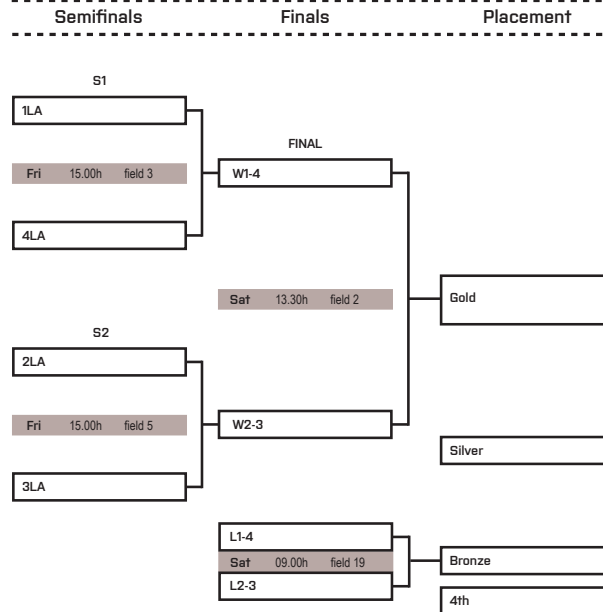 Semifinals Finals Placement
S1
1LA
FINAL
Fri 15.00h field 3
W1-4
4LA
Sat 13.30h field 2
Gold
S2
2LA
Fri 15.00h field 5
W2-3
Silver
3LA
L1-4
Sat 09.00h field 19
Bronze
L2-3
4th